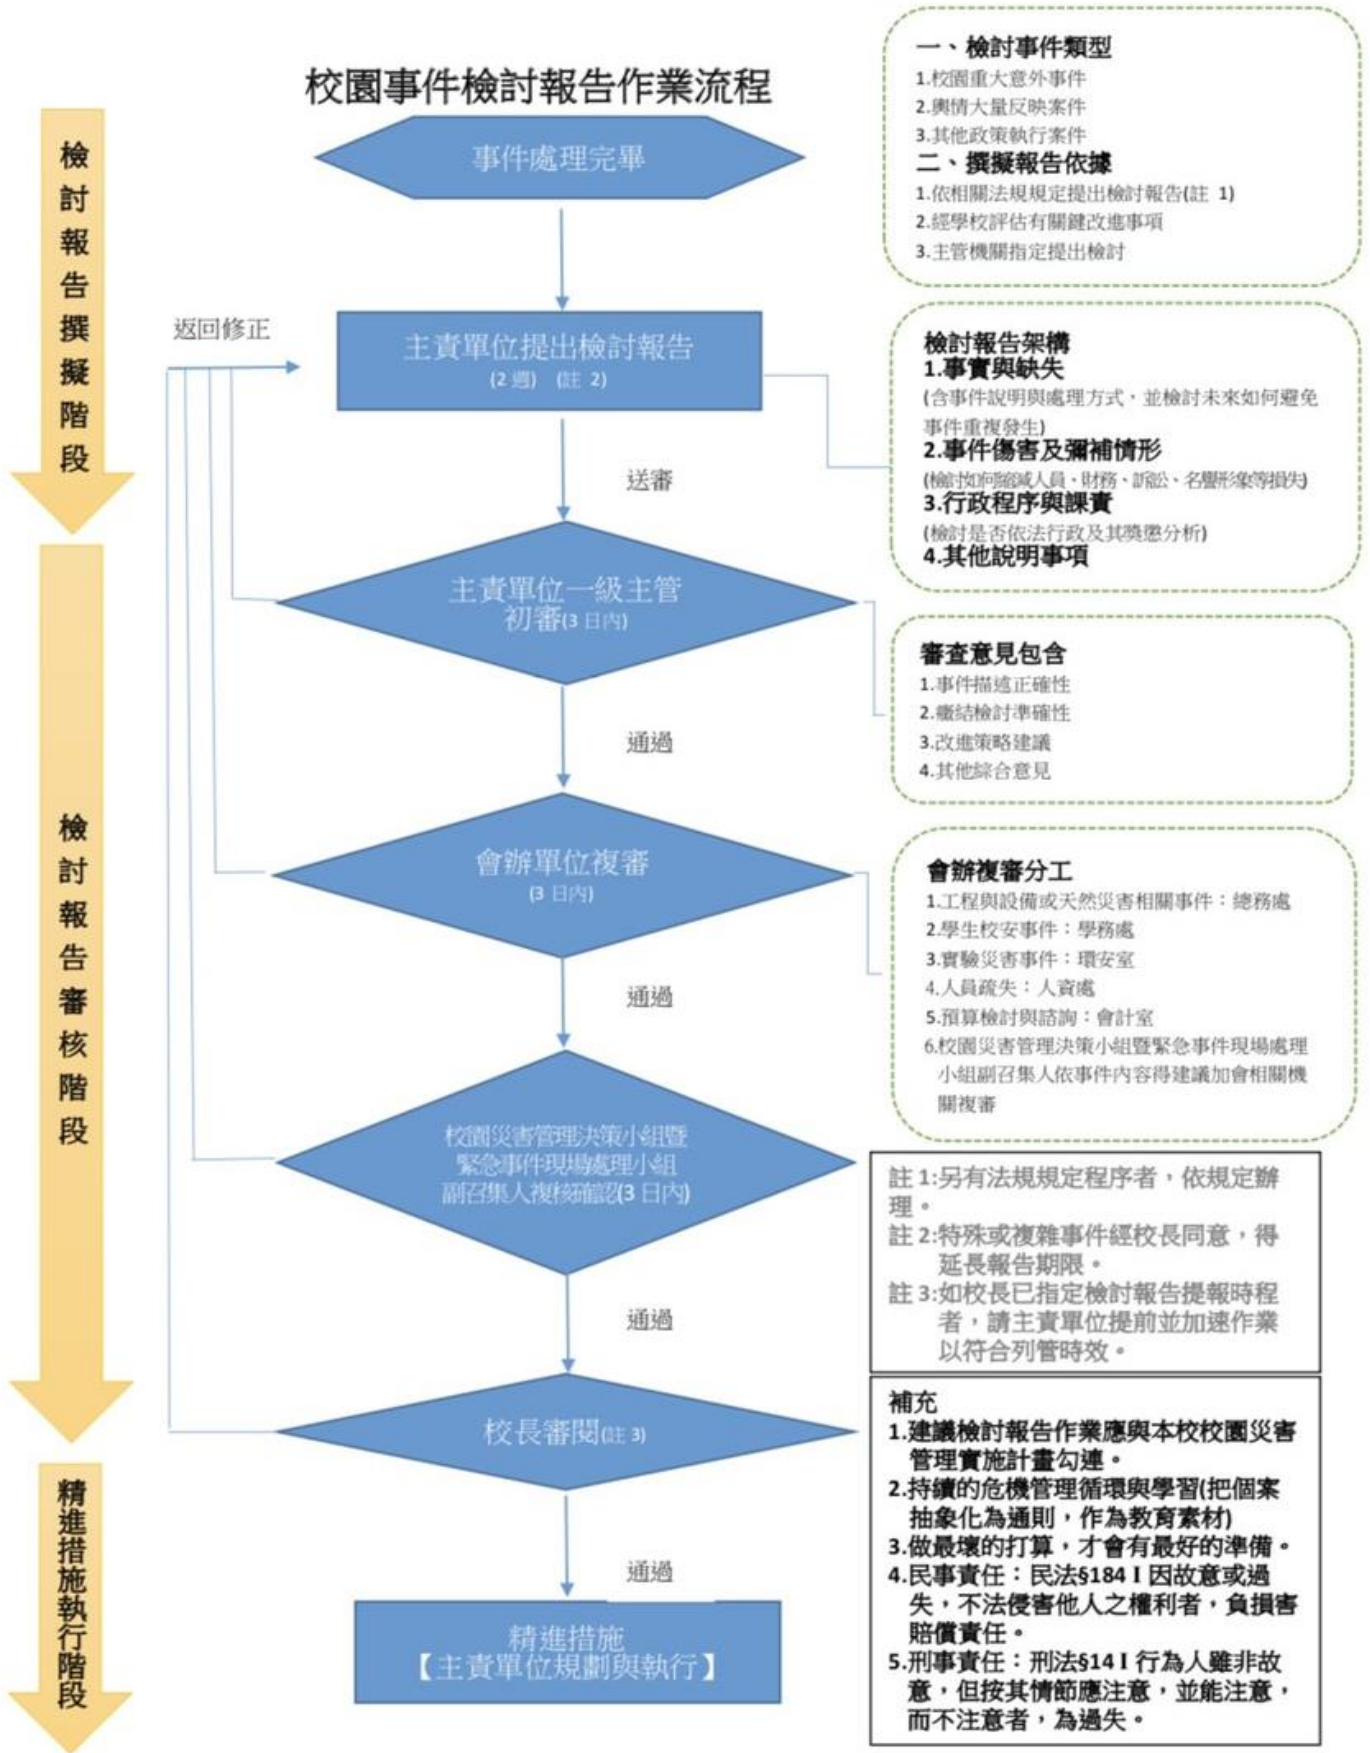 校園事件檢討報告作業流程
檢討報告撰擬階段
檢討報告審核階段
精進措施執行階段
事件處理完畢
返回修正
主責單位提出檢討報告
(2 週) (註 2)
送審
主責單位一級主管
初審(3 日內)
通過
會辦單位複審
(3 日內)
通過
校園災害管理決策小組暨
緊急事件現場處理小組
副召集人複核確認(3 日內)
通過
校長審閱(註 3)
通過
精進措施
【主責單位規劃與執行】
一、檢討事件類型
1.校園重大意外事件
2.輿情大量反映案件
3.其他政策執行案件
二、撰擬報告依據
1.依相關法規規定提出檢討報告(註 1)
2.經學校評估有關鍵改進事項
3.主管機關指定提出檢討
檢討報告架構
1.事實與缺失
(含事件說明與處理方式，並檢討未來如何避免
事件重複發生)
2.事件傷害及彌補情形
(檢討如何縮減人員、財務、訴訟、名譽形象等損失)
3.行政程序與課責
(檢討是否依法行政及其獎懲分析)
4.其他說明事項
審查意見包含
1.事件描述正確性
2.癥結檢討準確性
3.改進策略建議
4.其他綜合意見
會辦複審分工
1.工程與設備或天然災害相關事件：總務處
2.學生校安事件：學務處
3.實驗災害事件：環安室
4.人員疏失：人資處
5.預算檢討與諮詢：會計室
6.校園災害管理決策小組暨緊急事件現場處理
小組副召集人依事件內容得建議加會相關機
關複審
註 1:另有法規規定程序者，依規定辦
理。
註 2:特殊或複雜事件經校長同意，得
延長報告期限。
註 3:如校長已指定檢討報告提報時程
者，請主責單位提前並加速作業
以符合列管時效。
補充
1.建議檢討報告作業應與本校校園災害
管理實施計畫勾連。
2.持續的危機管理循環與學習(把個案
抽象化為通則，作為教育素材)
3.做最壞的打算，才會有最好的準備。
4.民事責任：民法§184 I 因故意或過
失，不法侵害他人之權利者，負損害
賠償責任。
5.刑事責任：刑法§14 I 行為人雖非故
意，但按其情節應注意，並能注意，
而不注意者，為過失。